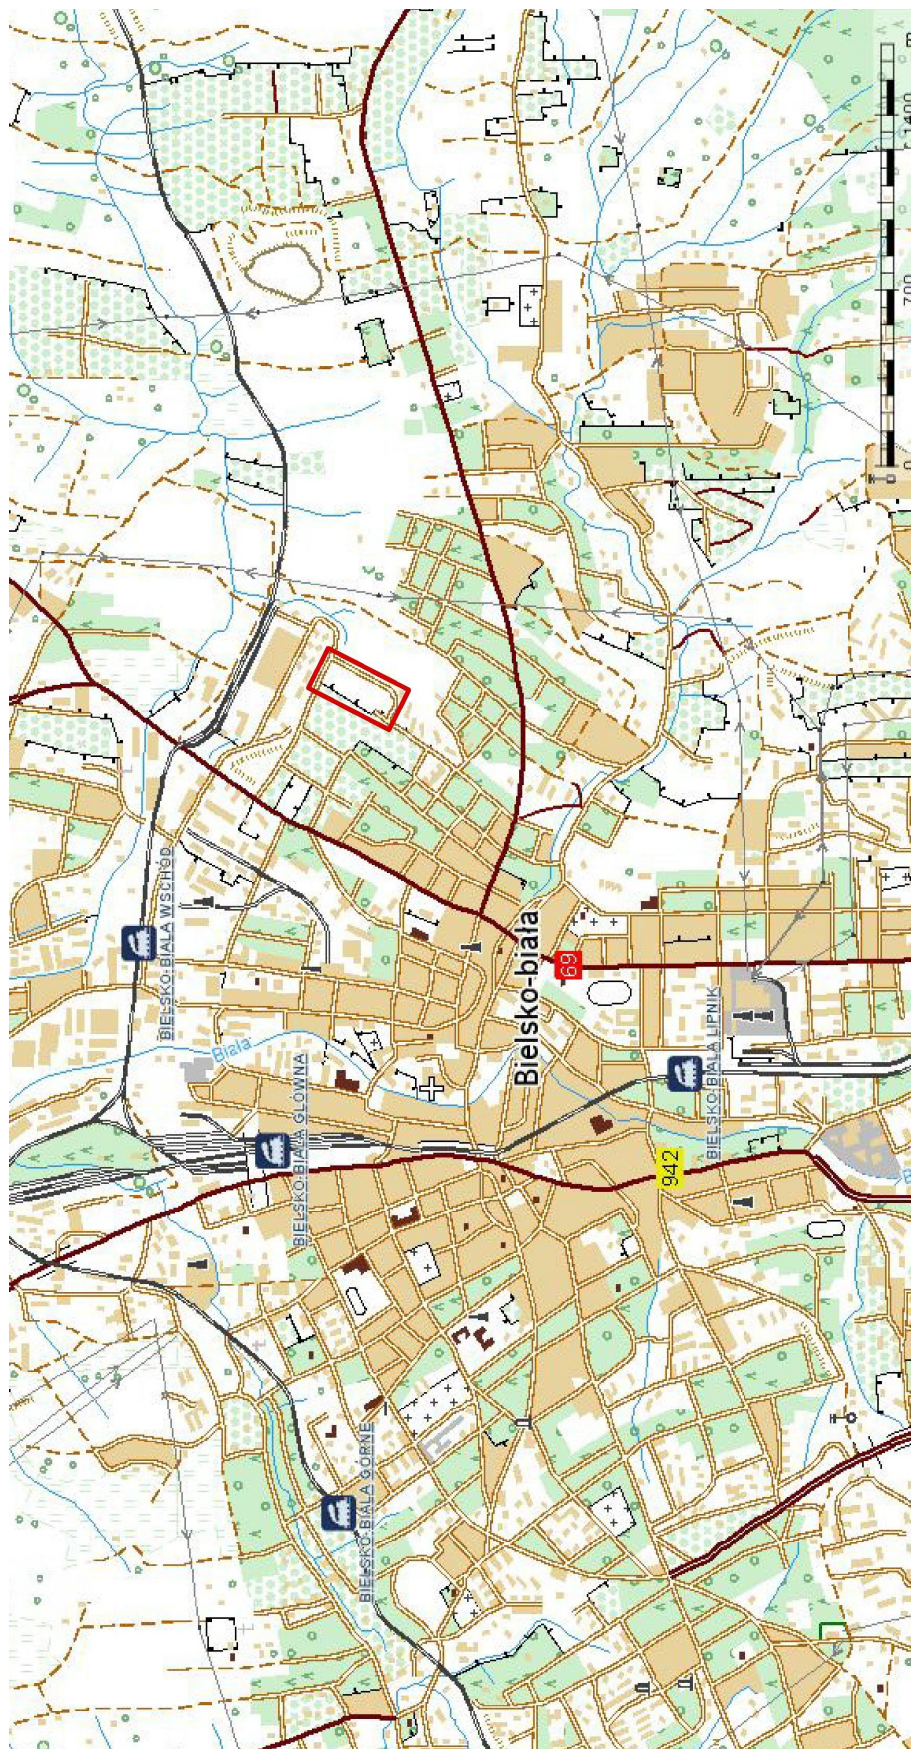 BIELSKO-BIAŁA WSCHÓD
BIELSKO-BIAŁA GŁÓWNA
BIELSKO-BIAŁA GÓRNE
Biała
Bielsko-biała
69
BIELSKO-BIAŁA LIPNIK
942
0
700
1400